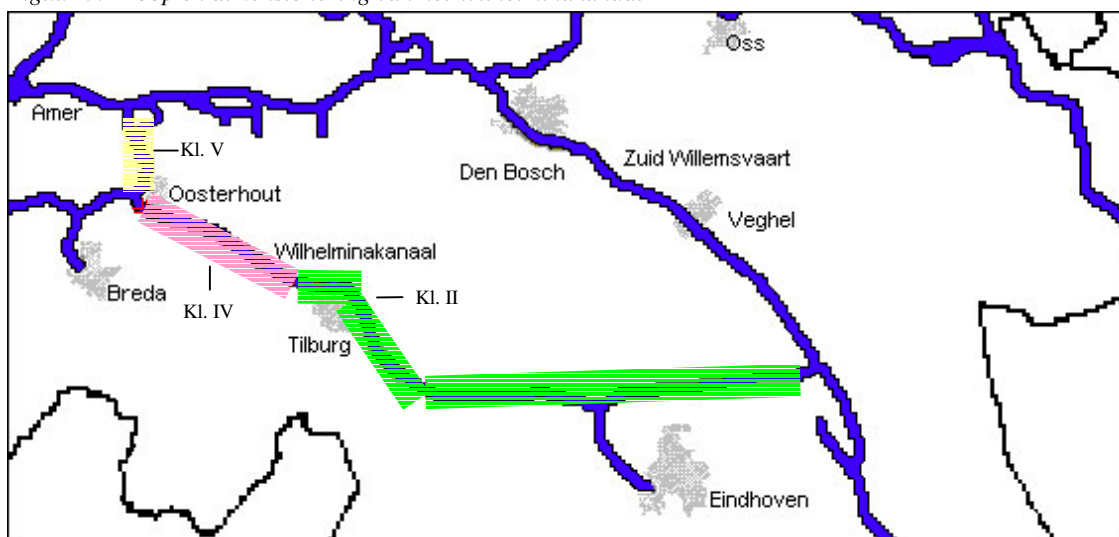 Oss
Amer
Kl. V
Zuid Willemsvaart
Den Bosch
Oosterhout
Veghel
Wilhelminakanaal
Breda
Kl. IV
Kl. II
Tilburg
Eindhoven